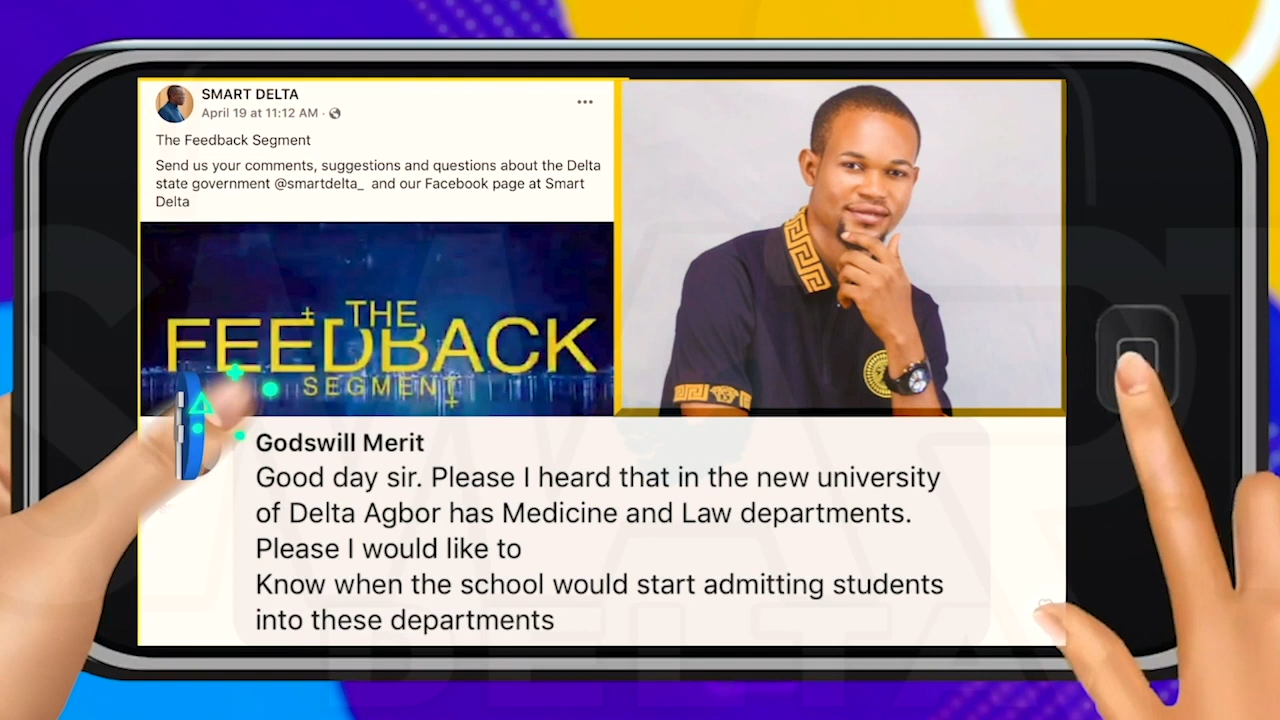 SMART DELTA
April 19 at 11:12 AM ·
The Feedback Segment
Send us your comments, suggestions and questions about the Delta
state government @smartdelta_ and our Facebook page at Smart
Delta
THE
FEEDBACK
SEGMENT
Godswill Merit
Good day sir. Please I heard that in the new university
of Delta Agbor has Medicine and Law departments.
Please I would like to
Know when the school would start admitting students
into these departments
SMART
DELTA